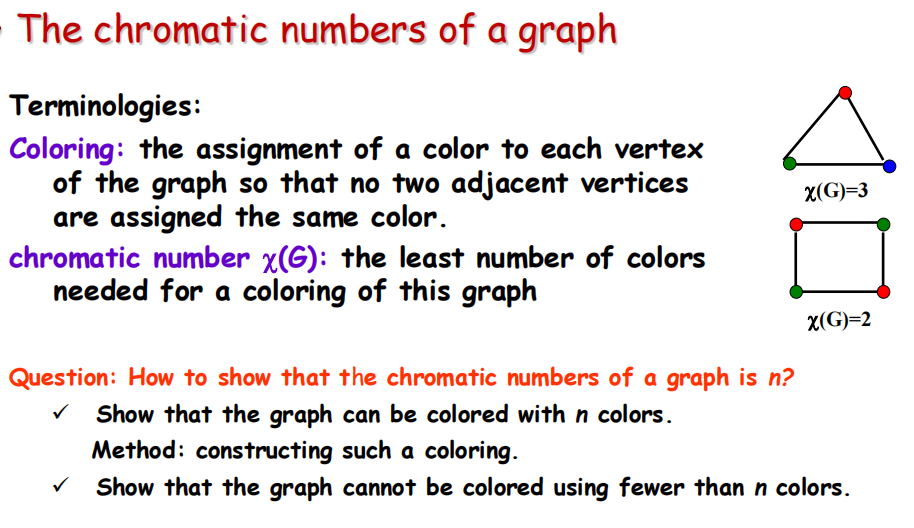 The chromatic numbers of a graph
Terminologies:
Coloring: the assignment of a color to each vertex
of the graph so that no two adjacent vertices
are assigned the same color.
chromatic number χ(G): the least number of colors
needed for a coloring of this graph
χ(G)=3
χ(G)=2
Question: How to show that the chromatic numbers of a graph is n?
✓ Show that the graph can be colored with n colors.
Method: constructing such a coloring.
✓ Show that the graph cannot be colored using fewer than n colors.